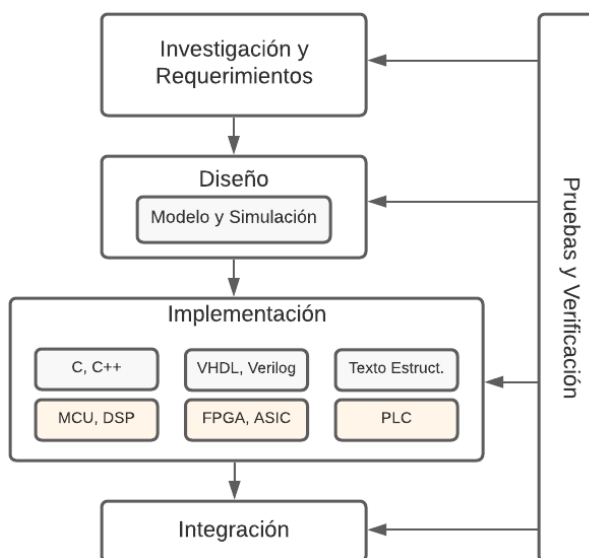 Investigación y
Requerimientos
Diseño
Modelo y Simulación
Implementación
C, C++
VHDL, Verilog
Texto Estruct.
MCU, DSP
FPGA, ASIC
PLC
Integración
Pruebas y Verificación